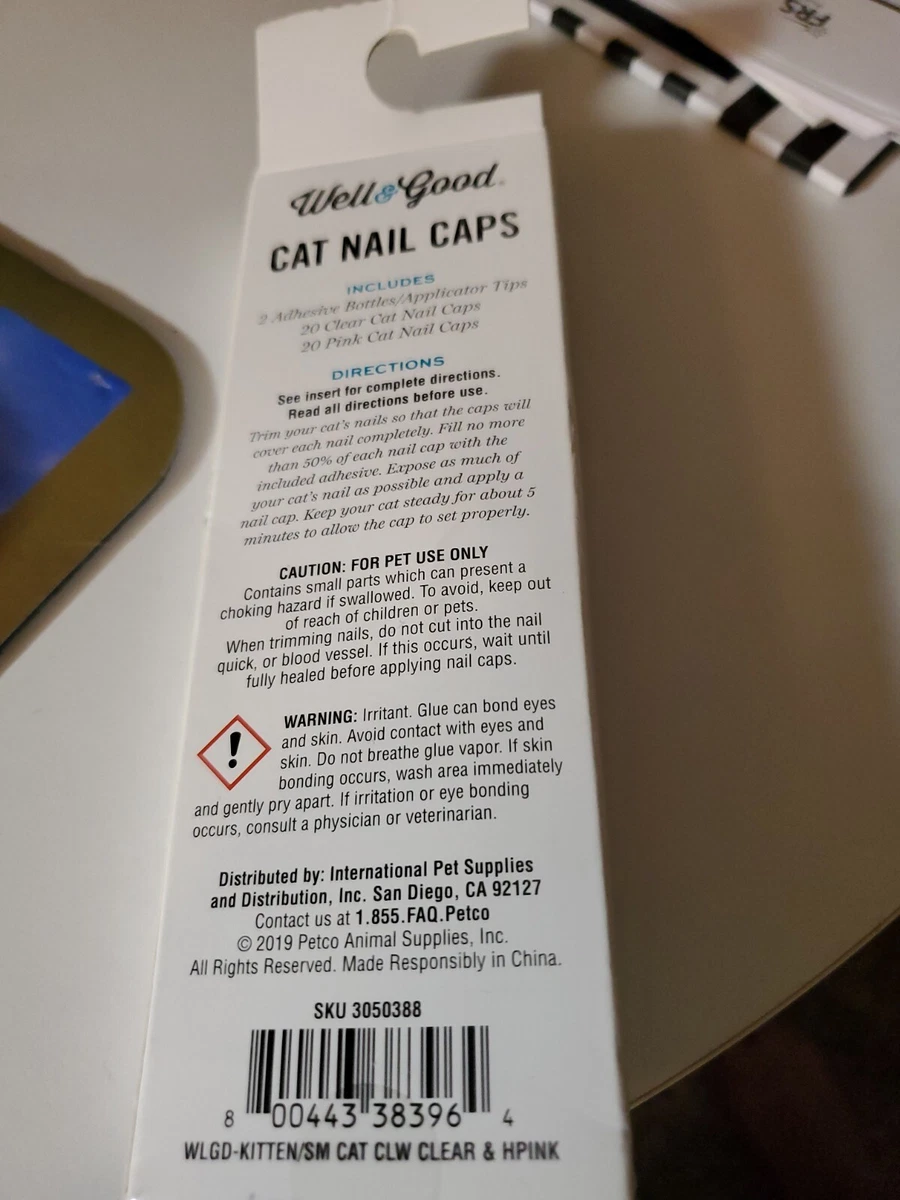 FRS
Well & Good
CAT NAIL CAPS
INCLUDES
2 Adhesive Bottles/Applicator Tips
20 Clear Cat Nail Caps
20 Pink Cat Nail Caps
DIRECTIONS
See insert for complete directions.
Read all directions before use.
Trim your cat's nails so that the caps will
cover each nail completely. Fill no more
than 50% of each nail cap with the
included adhesive. Expose as much of
your cat's nail as possible and apply a
nail cap. Keep your cat steady for about 5
minutes to allow the cap to set properly.
CAUTION: FOR PET USE ONLY
Contains small parts which can present a
choking hazard if swallowed. To avoid, keep out
of reach of children or pets.
When trimming nails, do not cut into the nail
quick, or blood vessel. If this occurs, wait until
fully healed before applying nail caps.
WARNING: Irritant. Glue can bond eyes
and skin. Avoid contact with eyes and
skin. Do not breathe glue vapor. If skin
bonding occurs, wash area immediately
and gently pry apart. If irritation or eye bonding
occurs, consult a physician or veterinarian.
Distributed by: International Pet Supplies
and Distribution, Inc. San Diego, CA 92127
Contact us at 1.855.FAQ.Petco
© 2019 Petco Animal Supplies, Inc.
All Rights Reserved. Made Responsibly in China.
SKU 3050388
8 00443 38396 4
WLGD-KITTEN/SM CAT CLW CLEAR & HPINK